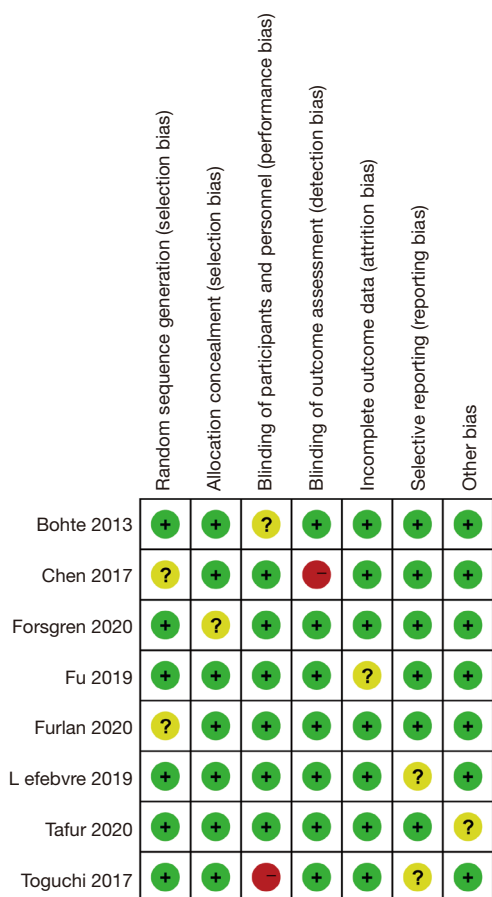 Random sequence generation (selection bias)
Allocation concealment (selection bias)
Blinding of participants and personnel (performance bias)
Blinding of outcome assessment (detection bias)
Incomplete outcome data (attrition bias)
Selective reporting (reporting bias)
Other bias
Bohte 2013 + + ? + + + +
Chen 2017 ? + + − + + +
Forsgren 2020 + ? + + + + +
Fu 2019 + + + + ? + +
Furlan 2020 ? + + + + + +
L efebvre 2019 + + + + + ? +
Tafur 2020 + + + + + + ?
Toguchi 2017 + + − + + ? +